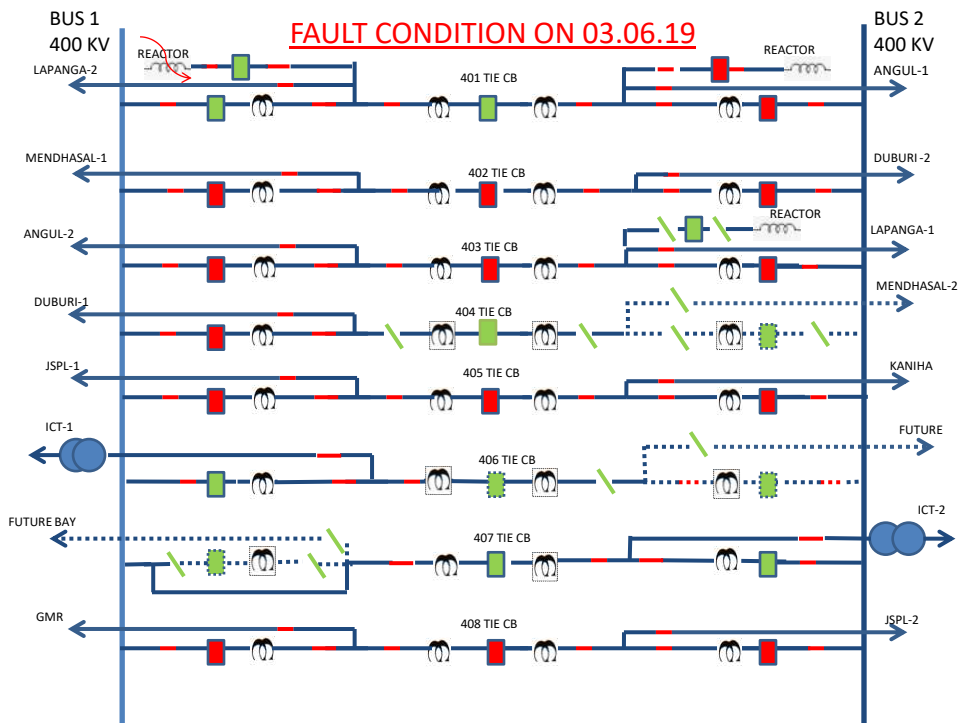 FAULT CONDITION ON 03.06.19
BUS 1
400 KV
BUS 2
400 KV
REACTOR
REACTOR
LAPANGA-2
401 TIE CB
ANGUL-1
MENDHASAL-1
402 TIE CB
DUBURI -2
REACTOR
ANGUL-2
403 TIE CB
LAPANGA-1
MENDHASAL-2
DUBURI-1
404 TIE CB
JSPL-1
405 TIE CB
KANIHA
ICT-1
406 TIE CB
FUTURE
FUTURE BAY
407 TIE CB
ICT-2
GMR
408 TIE CB
JSPL-2